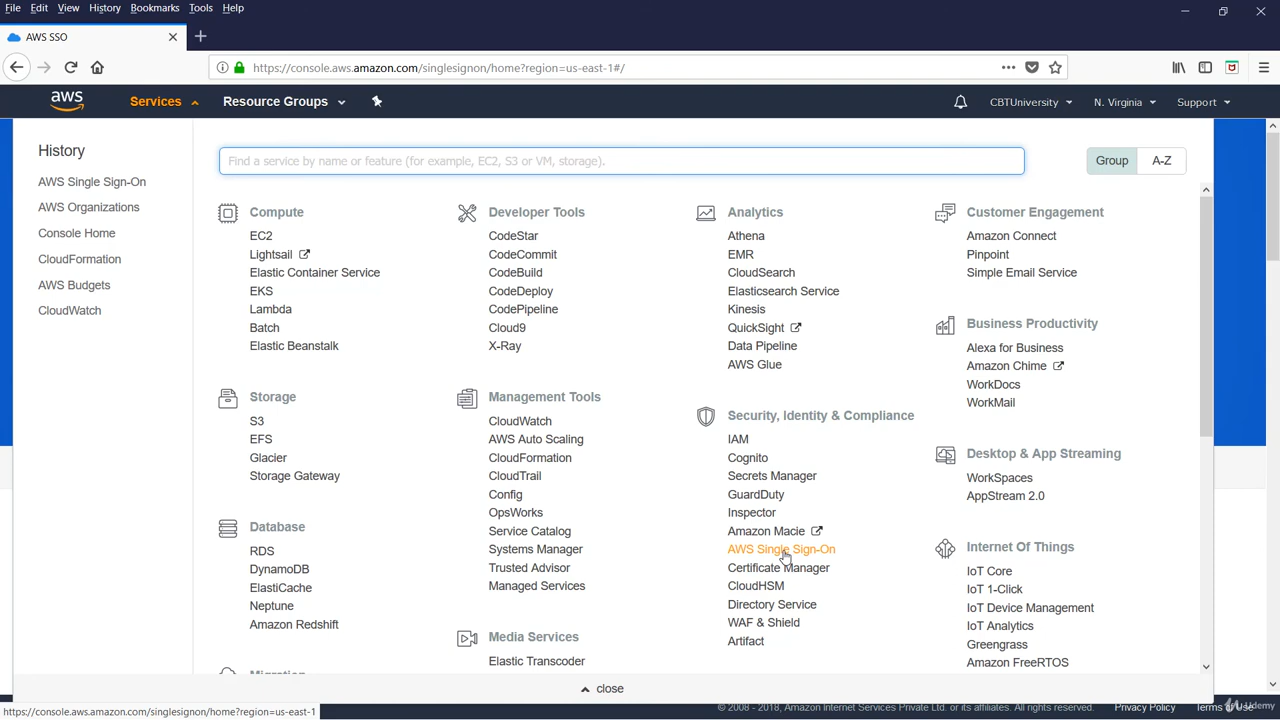 File Edit View History Bookmarks Tools Help
AWS SSO
https://console.aws.amazon.com/singlesignon/home?region=us-east-1#/
aws Services Resource Groups CBTUniversity N. Virginia Support
History
AWS Single Sign-On
AWS Organizations
Console Home
CloudFormation
AWS Budgets
CloudWatch
Find a service by name or feature (for example, EC2, S3 or VM, storage).
Group A-Z
Compute
EC2
Lightsail
Elastic Container Service
EKS
Lambda
Batch
Elastic Beanstalk
Storage
S3
EFS
Glacier
Storage Gateway
Database
RDS
DynamoDB
ElastiCache
Neptune
Amazon Redshift
Migration
Developer Tools
CodeStar
CodeCommit
CodeBuild
CodeDeploy
CodePipeline
Cloud9
X-Ray
Management Tools
CloudWatch
AWS Auto Scaling
CloudFormation
CloudTrail
Config
OpsWorks
Service Catalog
Systems Manager
Trusted Advisor
Managed Services
Media Services
Elastic Transcoder
Analytics
Athena
EMR
CloudSearch
Elasticsearch Service
Kinesis
QuickSight
Data Pipeline
AWS Glue
Security, Identity & Compliance
IAM
Cognito
Secrets Manager
GuardDuty
Inspector
Amazon Macie
AWS Single Sign-On
Certificate Manager
CloudHSM
Directory Service
WAF & Shield
Artifact
Customer Engagement
Amazon Connect
Pinpoint
Simple Email Service
Business Productivity
Alexa for Business
Amazon Chime
WorkDocs
WorkMail
Desktop & App Streaming
WorkSpaces
AppStream 2.0
Internet Of Things
IoT Core
IoT 1-Click
IoT Device Management
IoT Analytics
Greengrass
Amazon FreeRTOS
close
https://console.aws.amazon.com/singlesignon/home?region=us-east-1
© 2008 - 2018, Amazon Internet Services Private Ltd. or its affiliates. All rights reserved. Privacy Policy Terms of Use
Udemy